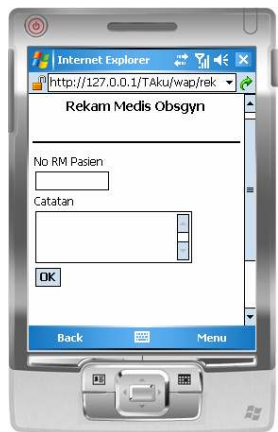 Internet Explorer
http://127.0.0.1/TAku/wap/rek
Rekam Medis Obsgyn
No RM Pasien
Catatan
OK
Back Menu